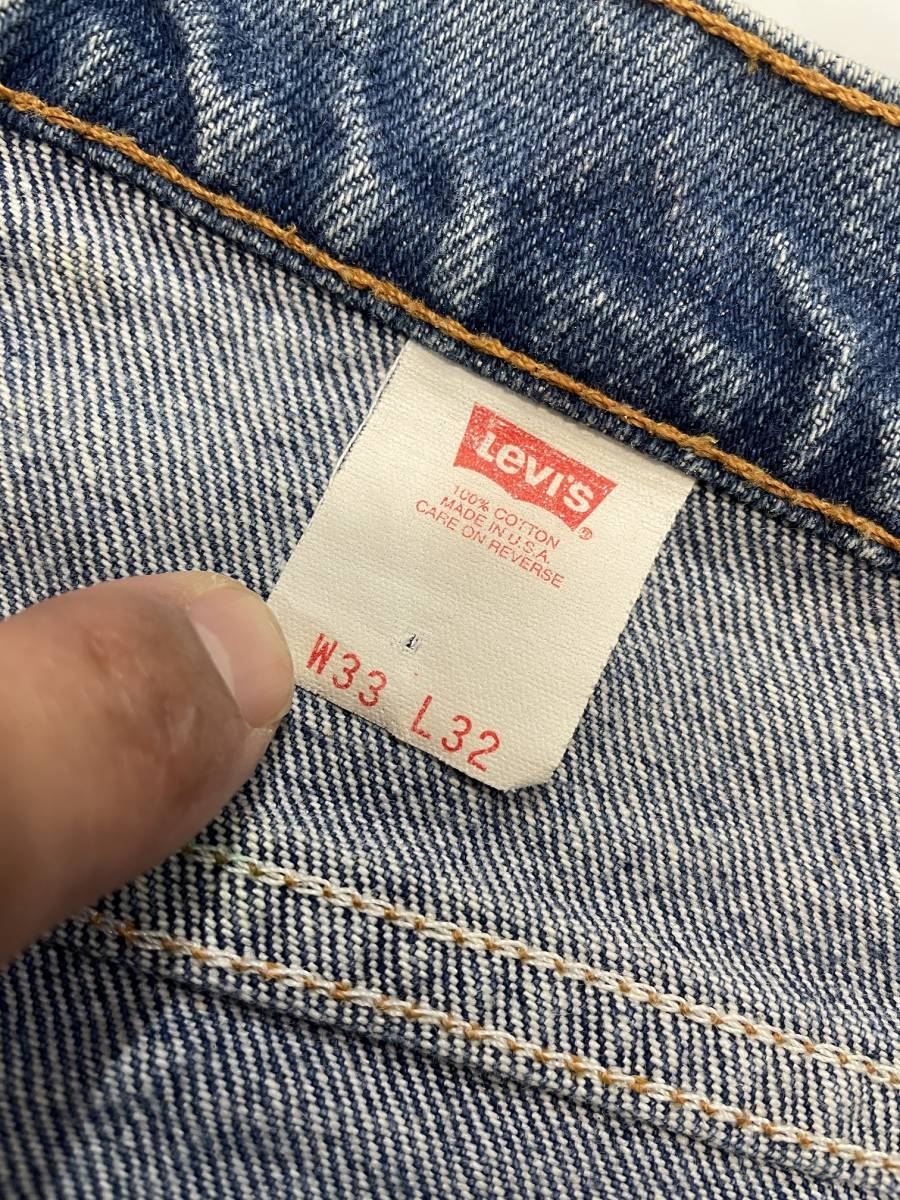 Levi's ®
100% COTTON
MADE IN U.S.A.
CARE ON REVERSE
W33 L32